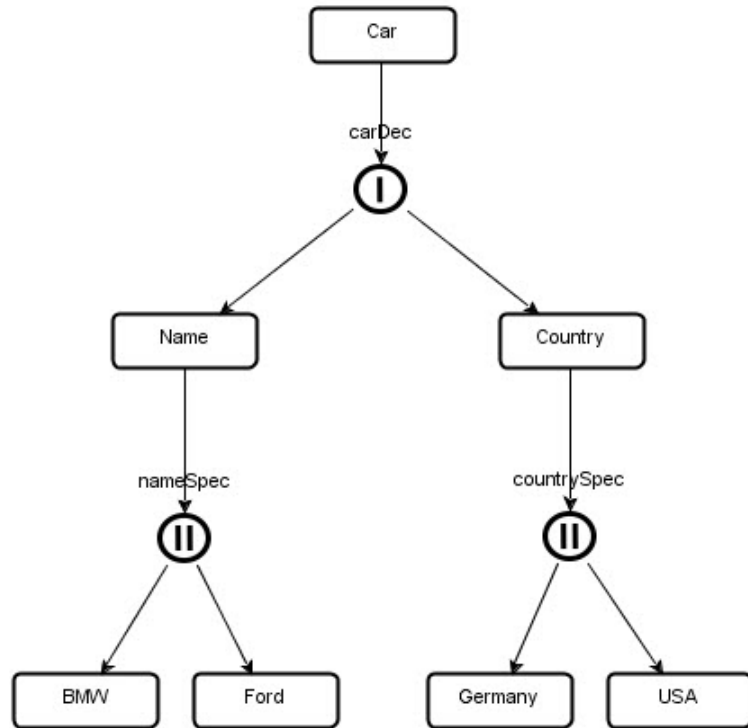 Car
carDec
I
Name
Country
nameSpec
countrySpec
II
II
BMW
Ford
Germany
USA